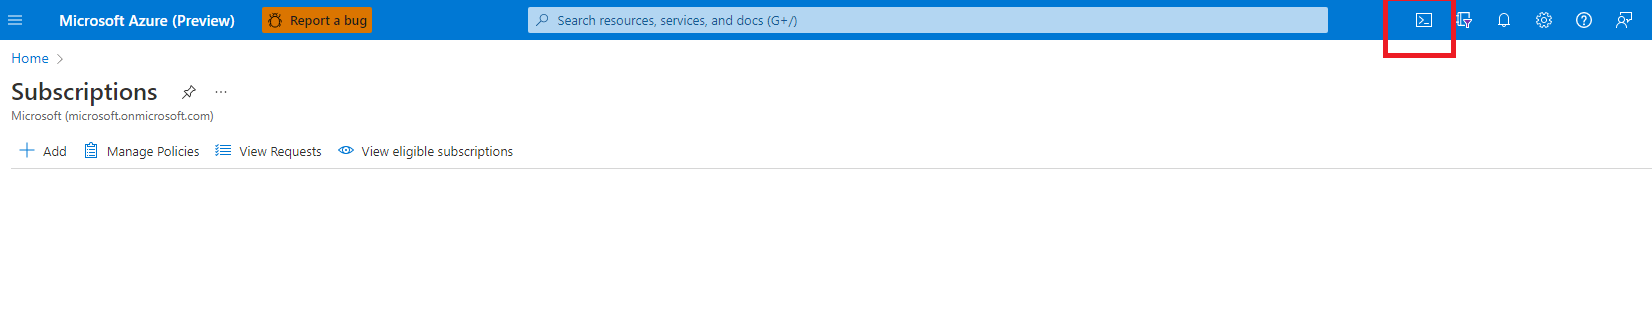 Microsoft Azure (Preview)
Report a bug
Search resources, services, and docs (G+/)
Home
Subscriptions
Microsoft (microsoft.onmicrosoft.com)
Add
Manage Policies
View Requests
View eligible subscriptions